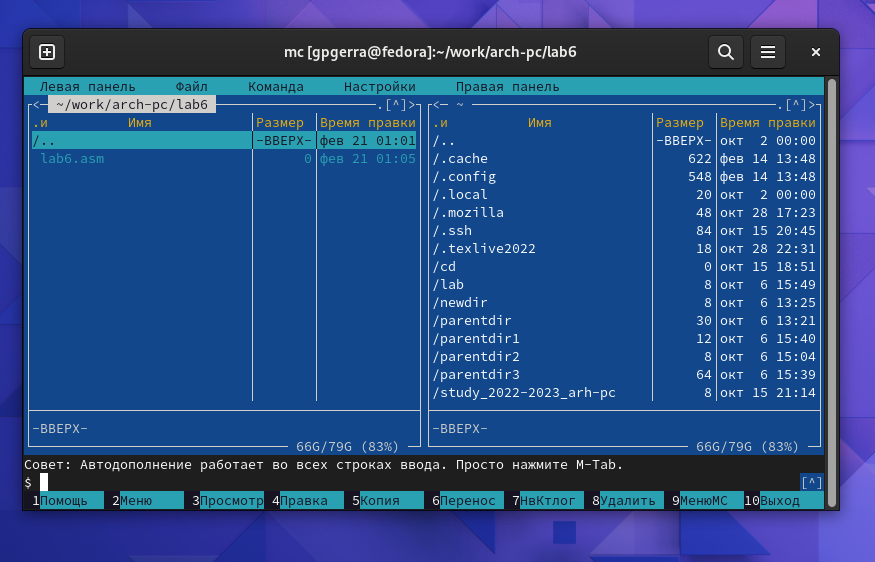 mc [gpgerra@fedora]:~/work/arch-pc/lab6
Левая панель Файл Команда Настройки Правая панель
<─ ~/work/arch-pc/lab6 ─.[^]>
.и Имя Размер Время правки
/.. -ВВЕРХ- фев 21 01:01
lab6.asm 0 фев 21 01:05
-ВВЕРХ-
66G/79G (83%)
<─ ~ ─.[^]>
.и Имя Размер Время правки
/.. -ВВЕРХ- окт 2 00:00
/.cache 622 фев 14 13:48
/.config 548 фев 14 13:48
/.local 20 окт 2 00:00
/.mozilla 48 окт 28 17:23
/.ssh 84 окт 15 20:45
/.texlive2022 18 окт 28 22:31
/cd 0 окт 15 18:51
/lab 8 окт 6 15:49
/newdir 8 окт 6 13:25
/parentdir 30 окт 6 13:21
/parentdir1 12 окт 6 15:40
/parentdir2 8 окт 6 15:04
/parentdir3 64 окт 6 15:39
/study_2022-2023_arh-pc 8 окт 15 21:14
-ВВЕРХ-
66G/79G (83%)
Совет: Автодополнение работает во всех строках ввода. Просто нажмите M-Tab.
$ [^]
1Помощь 2Меню 3Просмотр 4Правка 5Копия 6Перенос 7НвКтлог 8Удалить 9МенюMC 10Выход